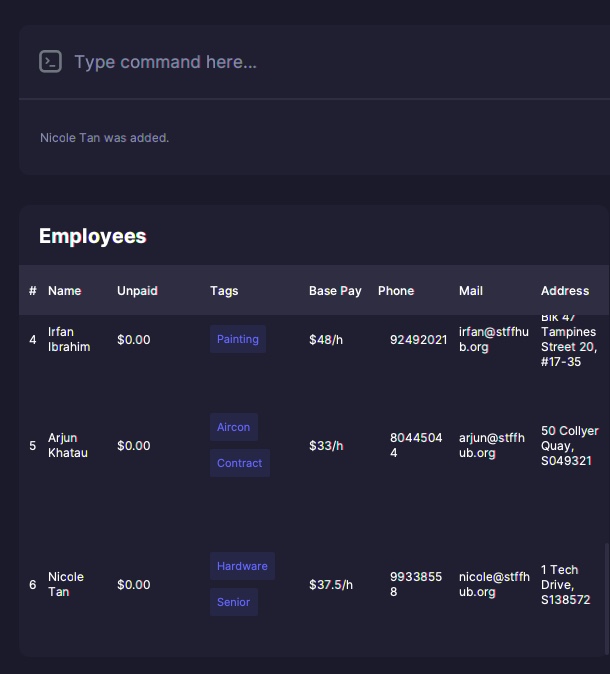 Type command here...
Nicole Tan was added.
Employees
# Name Unpaid Tags Base Pay Phone Mail Address
Blk 47
4 Irfan Ibrahim $0.00 Painting $48/h 92492021 irfan@stffhub.org Tampines Street 20, #17-35
5 Arjun Khatau $0.00 Aircon Contract $33/h 80445044 arjun@stffhub.org 50 Collyer Quay, S049321
6 Nicole Tan $0.00 Hardware Senior $37.5/h 99338558 nicole@stffhub.org 1 Tech Drive, S138572